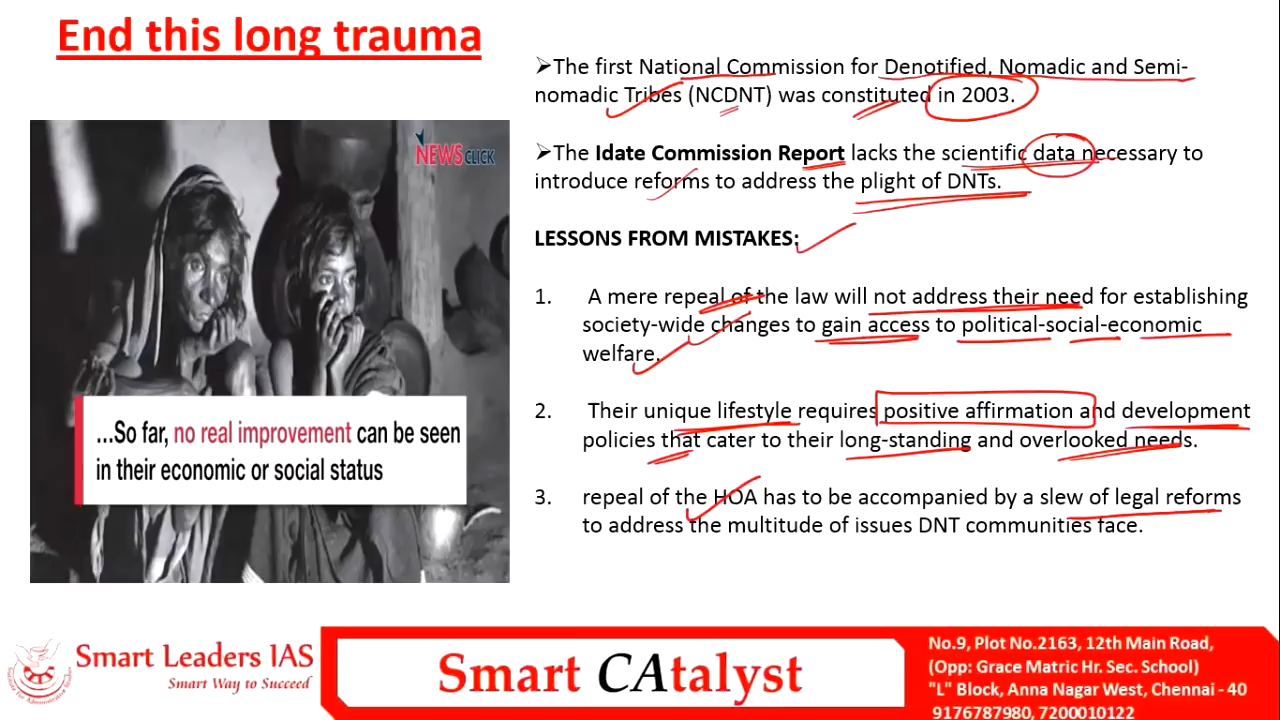 End this long trauma
➢The first National Commission for Denotified, Nomadic and Semi-
nomadic Tribes (NCDNT) was constituted in 2003.
➢The Idate Commission Report lacks the scientific data necessary to
introduce reforms to address the plight of DNTs.
LESSONS FROM MISTAKES:
1. A mere repeal of the law will not address their need for establishing
society-wide changes to gain access to political-social-economic
welfare.
2. Their unique lifestyle requires positive affirmation and development
policies that cater to their long-standing and overlooked needs.
3. repeal of the HOA has to be accompanied by a slew of legal reforms
to address the multitude of issues DNT communities face.
NEWSCLICK
...So far, no real improvement can be seen
in their economic or social status
Smart Leaders IAS
Smart Way to Succeed
Smart CAtalyst
No.9, Plot No.2163, 12th Main Road,
(Opp: Grace Matric Hr. Sec. School)
"L" Block, Anna Nagar West, Chennai - 40
9176787980, 7200010122